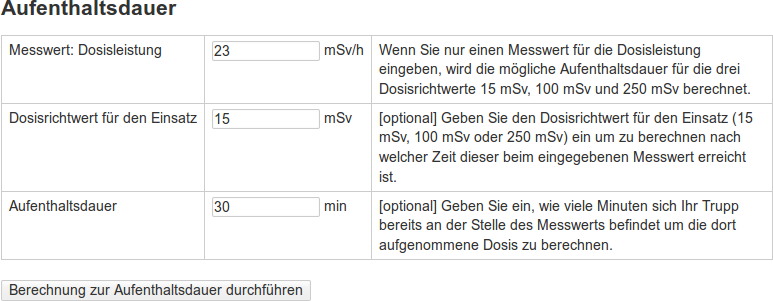 Aufenthaltsdauer
Messwert: Dosisleistung
23 mSv/h
Wenn Sie nur einen Messwert für die Dosisleistung
eingeben, wird die mögliche Aufenthaltsdauer für die drei
Dosisrichtwerte 15 mSv, 100 mSv und 250 mSv berechnet.
Dosisrichtwert für den Einsatz
15 mSv
[optional] Geben Sie den Dosisrichtwert für den Einsatz (15
mSv, 100 mSv oder 250 mSv) ein um zu berechnen nach
welcher Zeit dieser beim eingegebenen Messwert erreicht
ist.
Aufenthaltsdauer
30 min
[optional] Geben Sie ein, wie viele Minuten sich Ihr Trupp
bereits an der Stelle des Messwerts befindet um die dort
aufgenommene Dosis zu berechnen.
Berechnung zur Aufenthaltsdauer durchführen